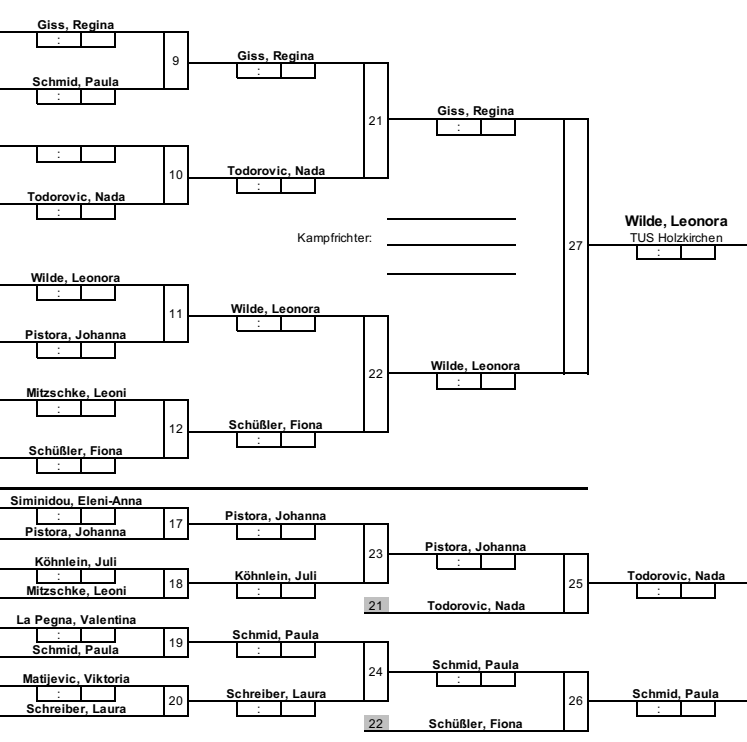 Giss, Regina
:
9
Schmid, Paula
:
Giss, Regina
:
:
10
Todorovic, Nada
:
Todorovic, Nada
:
21
Giss, Regina
:
Kampfrichter:
Wilde, Leonora
:
11
Pistora, Johanna
:
Wilde, Leonora
:
Mitzschke, Leoni
:
12
Schüßler, Fiona
:
Schüßler, Fiona
:
22
Wilde, Leonora
:
27
Wilde, Leonora
TUS Holzkirchen
:
Siminidou, Eleni-Anna
:
17
Pistora, Johanna
Pistora, Johanna
:
Köhnlein, Juli
:
18
Mitzschke, Leoni
Köhnlein, Juli
:
23
Pistora, Johanna
:
21
Todorovic, Nada
25
Todorovic, Nada
:
La Pegna, Valentina
:
19
Schmid, Paula
Schmid, Paula
:
Matijevic, Viktoria
:
20
Schreiber, Laura
Schreiber, Laura
:
24
Schmid, Paula
:
22
Schüßler, Fiona
26
Schmid, Paula
: